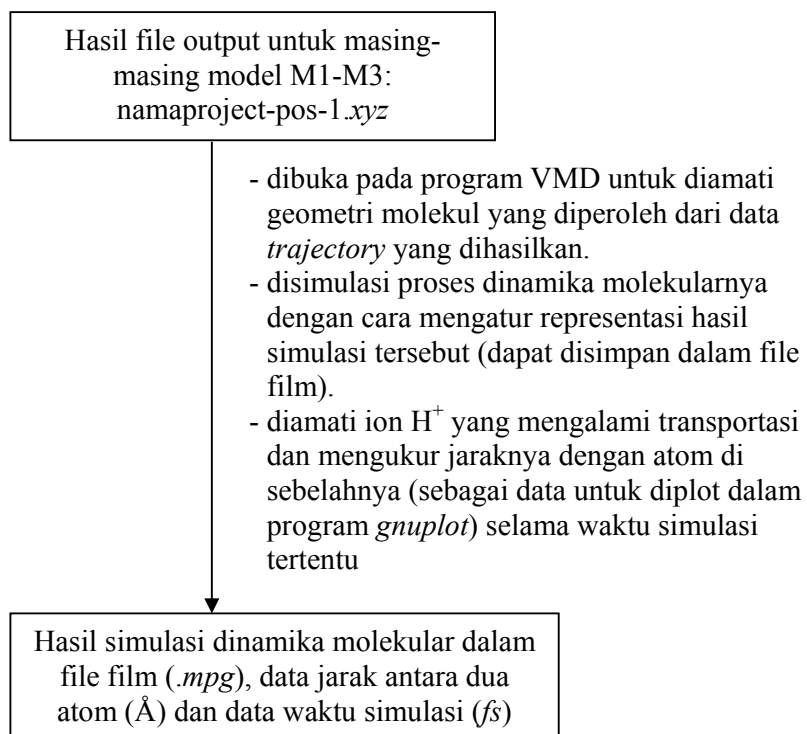 Hasil file output untuk masing-
masing model M1-M3:
namaproject-pos-1.xyz
- dibuka pada program VMD untuk diamati
geometri molekul yang diperoleh dari data
trajectory yang dihasilkan.
- disimulasi proses dinamika molekularnya
dengan cara mengatur representasi hasil
simulasi tersebut (dapat disimpan dalam file
film).
- diamati ion H⁺ yang mengalami transportasi
dan mengukur jaraknya dengan atom di
sebelahnya (sebagai data untuk diplot dalam
program gnuplot) selama waktu simulasi
tertentu
Hasil simulasi dinamika molekular dalam
file film (.mpg), data jarak antara dua
atom (Å) dan data waktu simulasi (fs)